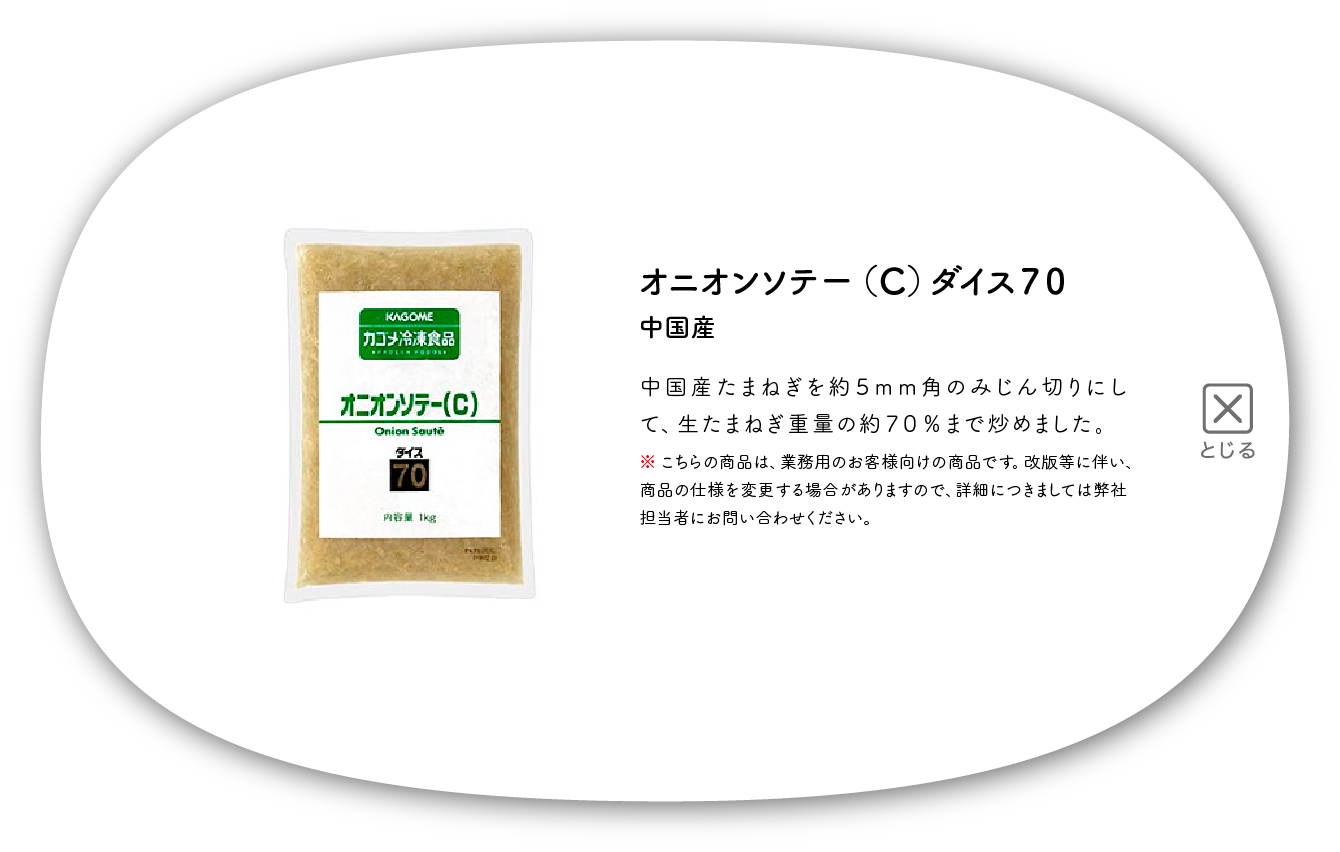 KAGOME
カゴメ冷凍食品
FROZEN FOODS
オニオンソテー(C)
Onion Sauté
ダイス
70
内容量 1kg
オニオンソテー（C）ダイス７０
中国産
中国産たまねぎを約５ｍｍ角のみじん切りにし
て、生たまねぎ重量の約７０％まで炒めました。
※ こちらの商品は、業務用のお客様向けの商品です。改版等に伴い、
商品の仕様を変更する場合がありますので、詳細につきましては弊社
担当者にお問い合わせください。
とじる